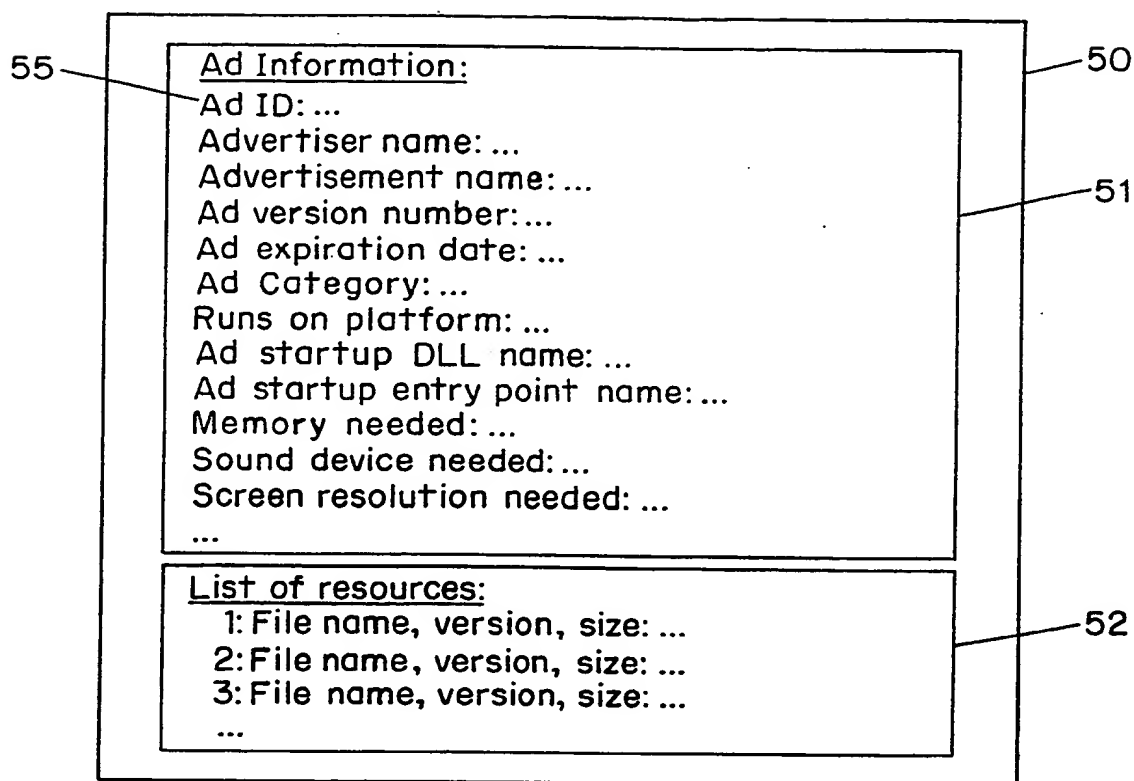 Ad Information:
55
50
Ad ID: ...
Advertiser name: ...
Advertisement name: ...
51
Ad version number: ...
Ad expiration date: ...
Ad Category: ...
Runs on platform: ...
Ad startup DLL name: ...
Ad startup entry point name: ...
Memory needed: ...
Sound device needed: ...
Screen resolution needed: ...
...
List of resources:
1: File name, version, size: ...
52
2: File name, version, size: ...
3: File name, version, size: ...
...